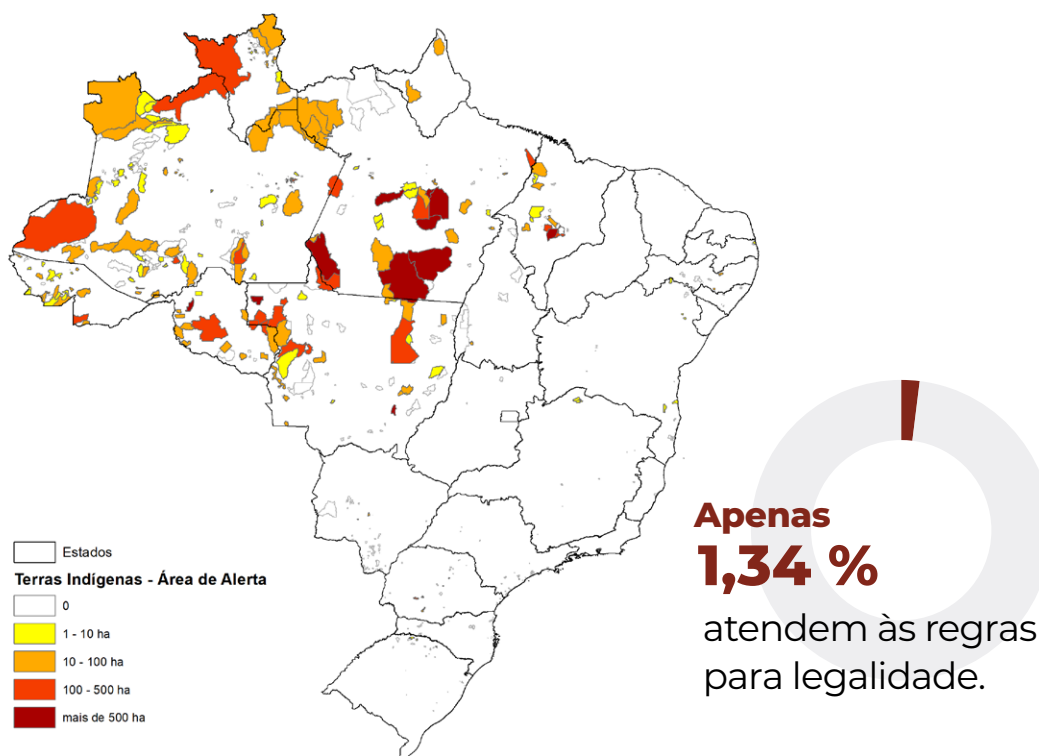 Estados
Terras Indígenas - Área de Alerta
0
1 - 10 ha
10 - 100 ha
100 - 500 ha
mais de 500 ha
Apenas
1,34 %
atendem às regras
para legalidade.